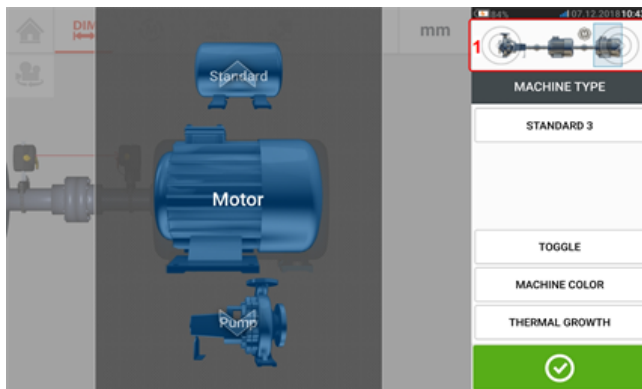 DIM
mm
84%
07.12.2018 10:42
1
MACHINE TYPE
STANDARD 3
TOGGLE
MACHINE COLOR
THERMAL GROWTH
Standard
Motor
Pump